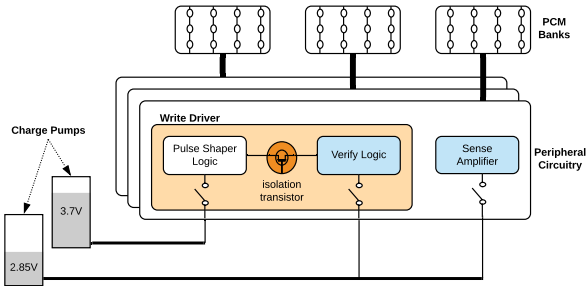 PCM
Banks
Write Driver
Charge Pumps
Pulse Shaper
Logic
Verify Logic
Sense
Amplifier
Peripheral
Circuitry
isolation
transistor
3.7V
2.85V